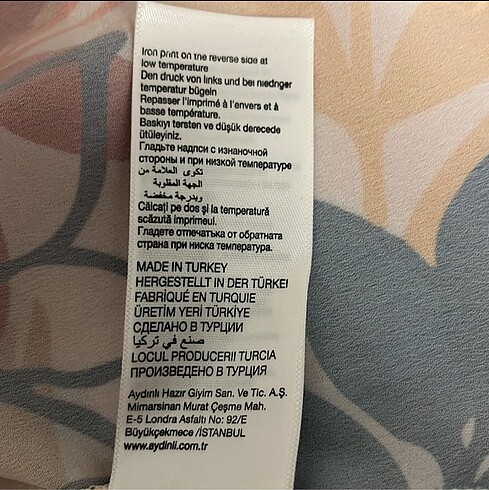 Iron print on the reverse side at
low temperature
Den druck von links und bei niedriger
temperatur bügeln
Repasser l'imprimé à l'envers et à
basse température.
Baskıyı tersten ve düşük derecede
ütüleyiniz.
Гладьте надпси с изнаночной
стороны и при низкой температуре
تكوى العلامة من
الجهة المقلوبة
وبدرجة مخفضة
Călcați pe dos și la temperatură
scăzută imprimeul.
Гладете отпечатъка от обратната
страна при ниска температура.
MADE IN TURKEY
HERGESTELLT IN DER TÜRKEI
FABRİQUÉ EN TURQUIE
ÜRETİM YERİ TÜRKİYE
СДЕЛАНО В ТУРЦИИ
صنع في تركيا
LOCUL PRODUCERII TURCIA
ПРОИЗВЕДЕНО В ТУРЦИЯ
Aydınlı Hazır Giyim San. Ve Tic. A.Ş.
Mimarsinan Murat Çeşme Mah.
E-5 Londra Asfaltı No: 92/E
Büyükçekmece /İSTANBUL
www.aydinli.com.tr